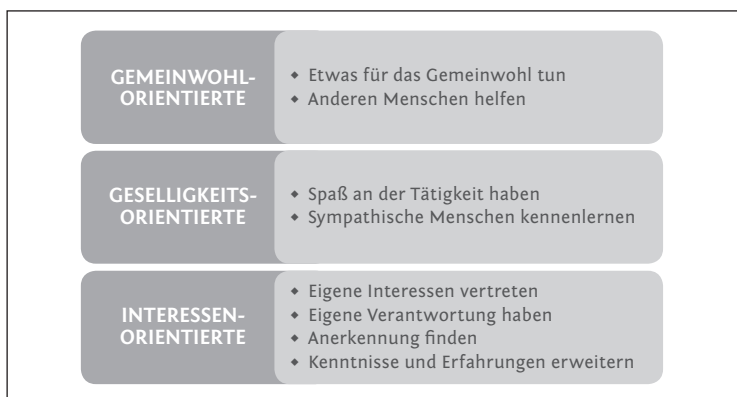 GEMEINWOHL-
ORIENTIERTE
◆ Etwas für das Gemeinwohl tun
◆ Anderen Menschen helfen
GESELLIGKEITS-
ORIENTIERTE
◆ Spaß an der Tätigkeit haben
◆ Sympathische Menschen kennenlernen
INTERESSEN-
ORIENTIERTE
◆ Eigene Interessen vertreten
◆ Eigene Verantwortung haben
◆ Anerkennung finden
◆ Kenntnisse und Erfahrungen erweitern